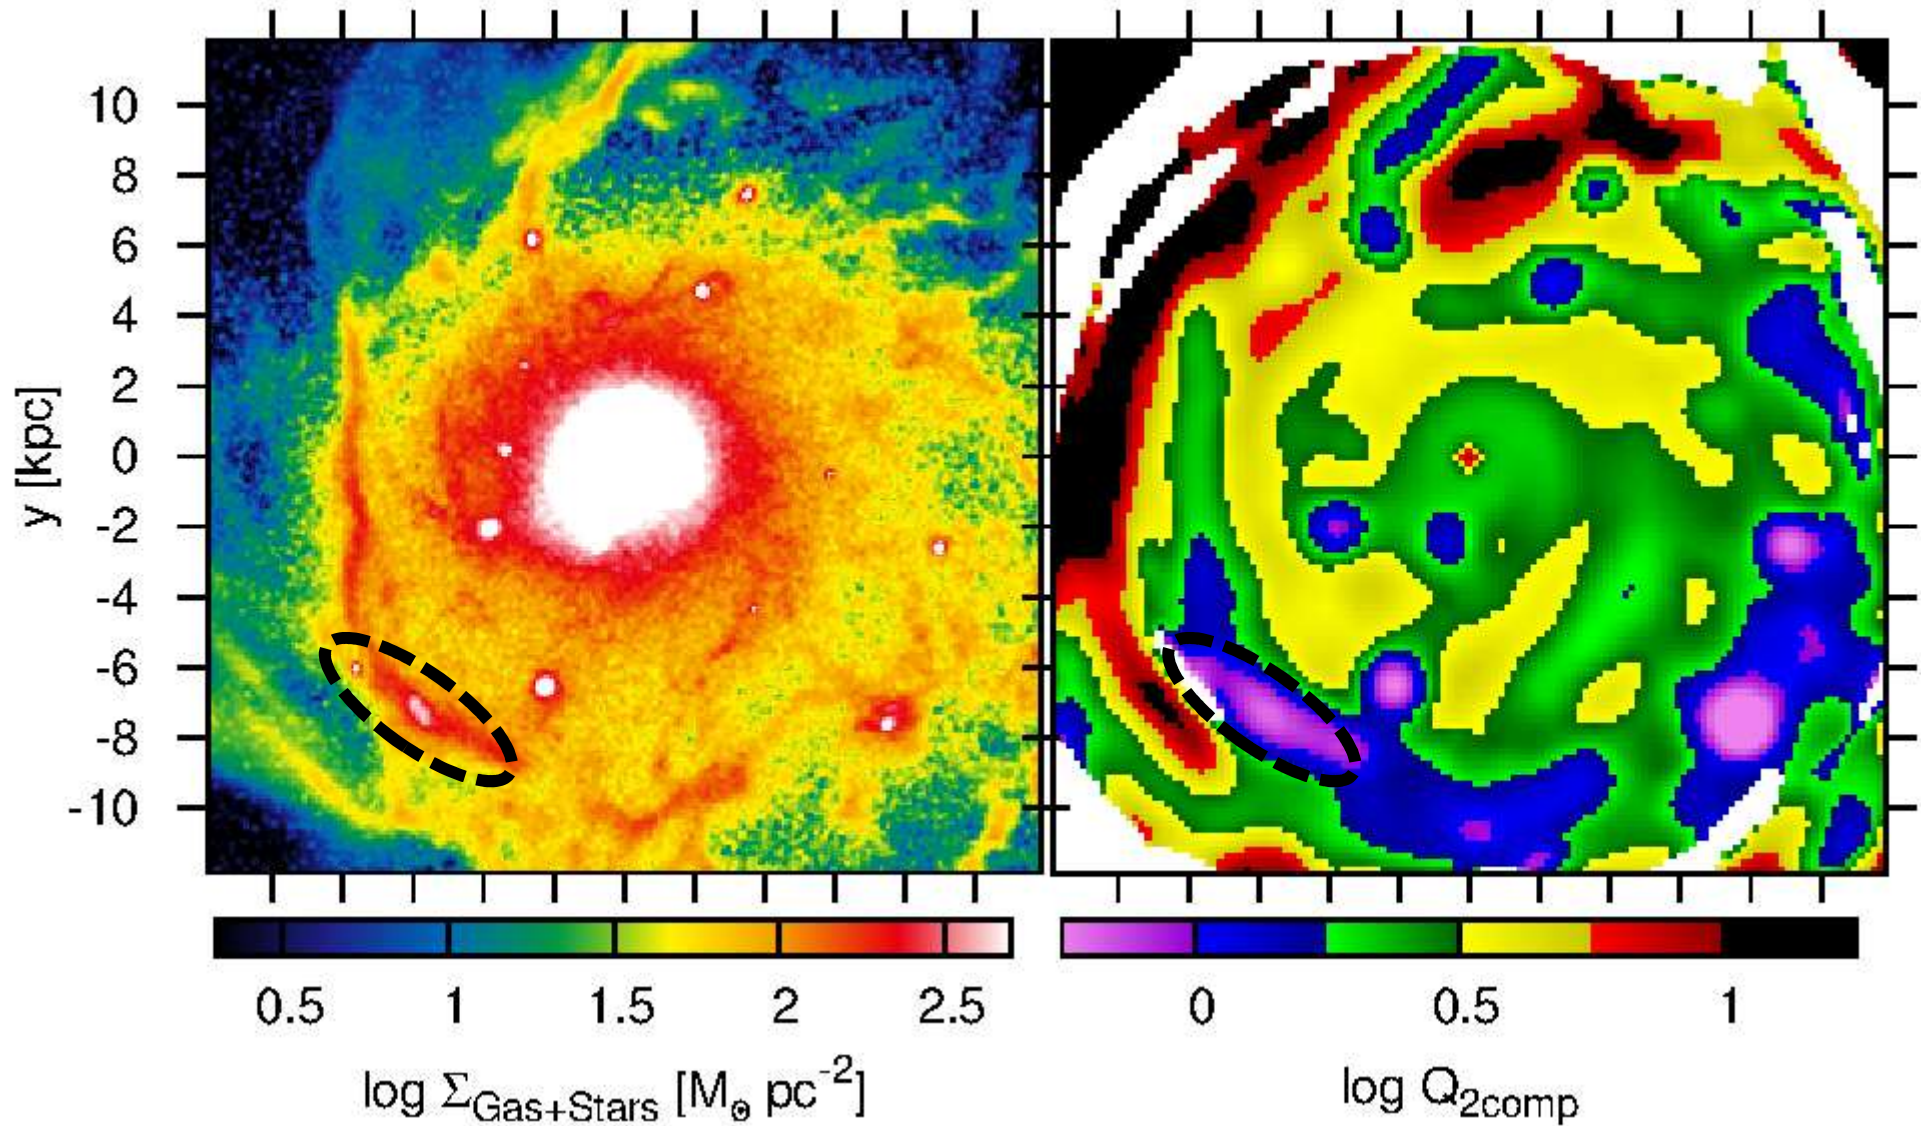 10
8
6
4
2
0
-2
-4
-6
-8
-10
y [kpc]
0.5 1 1.5 2 2.5
0 0.5 1
log Σ_Gas+Stars [M_⊙ pc^-2]
log Q_2comp